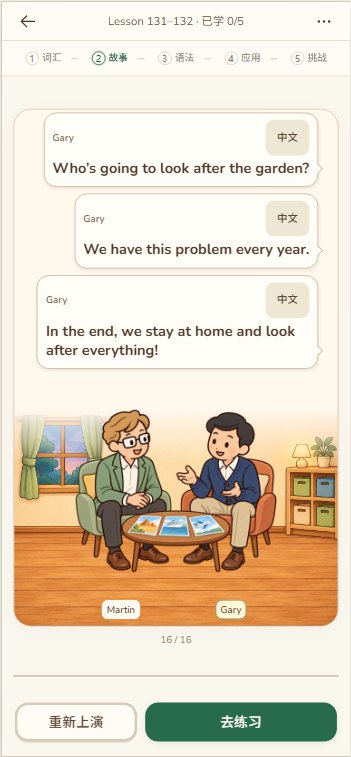 Lesson 131–132 · 已学 0/5
1 词汇 – 2 故事 – 3 语法 – 4 应用 – 5 挑战
Gary
中文
Who's going to look after the garden?
Gary
中文
We have this problem every year.
Gary
中文
In the end, we stay at home and look
after everything!
Martin
Gary
16 / 16
重新上演
去练习